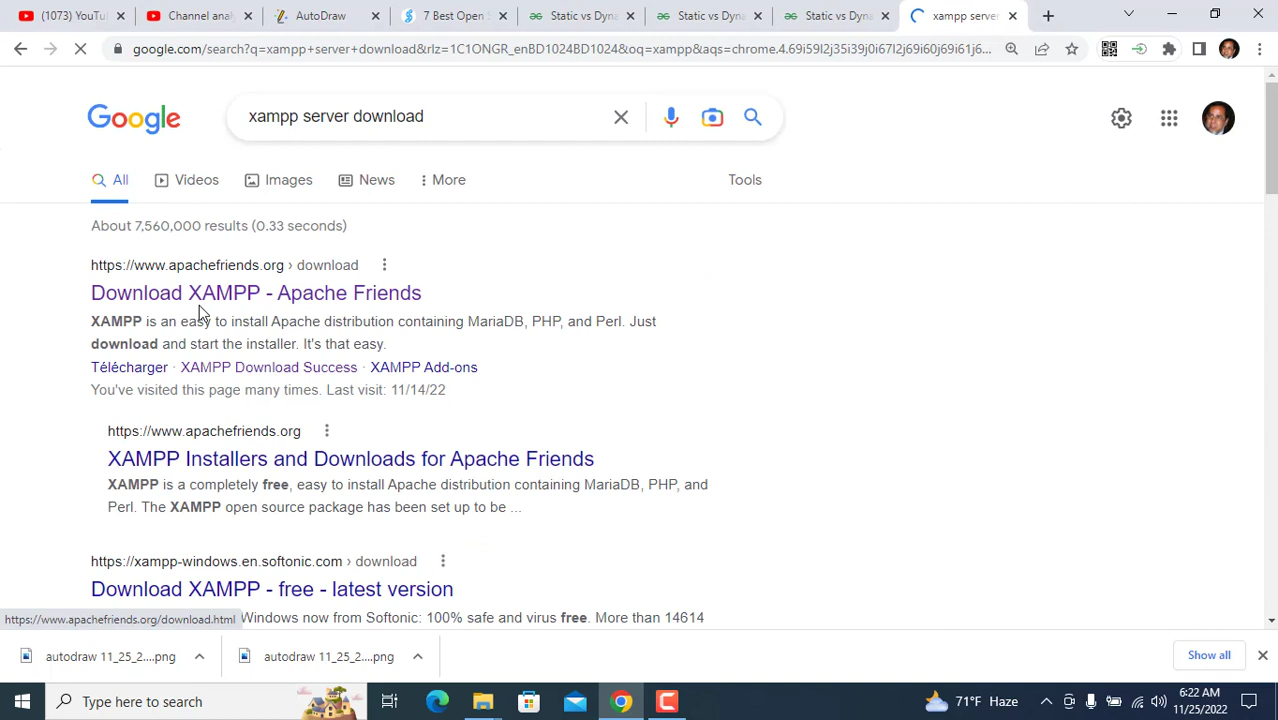 (1073) YouTu
Channel analy
AutoDraw
7 Best Open S
Static vs Dyna
Static vs Dyna
Static vs Dyna
xampp server
google.com/search?q=xampp+server+download&rlz=1C1ONGR_enBD1024BD1024&oq=xampp&aqs=chrome.4.69i59l2j35i39j0i67l2j69i60j69i61j6...
Google
xampp server download
All
Videos
Images
News
More
Tools
About 7,560,000 results (0.33 seconds)
https://www.apachefriends.org › download
Download XAMPP - Apache Friends
XAMPP is an easy to install Apache distribution containing MariaDB, PHP, and Perl. Just
download and start the installer. It's that easy.
Télécharger · XAMPP Download Success · XAMPP Add-ons
You've visited this page many times. Last visit: 11/14/22
https://www.apachefriends.org
XAMPP Installers and Downloads for Apache Friends
XAMPP is a completely free, easy to install Apache distribution containing MariaDB, PHP, and
Perl. The XAMPP open source package has been set up to be ...
https://xampp-windows.en.softonic.com › download
Download XAMPP - free - latest version
Windows now from Softonic: 100% safe and virus free. More than 14614
https://www.apachefriends.org/download.html
autodraw 11_25_2....png
autodraw 11_25_2....png
Show all
Type here to search
71°F Haze
6:22 AM
11/25/2022